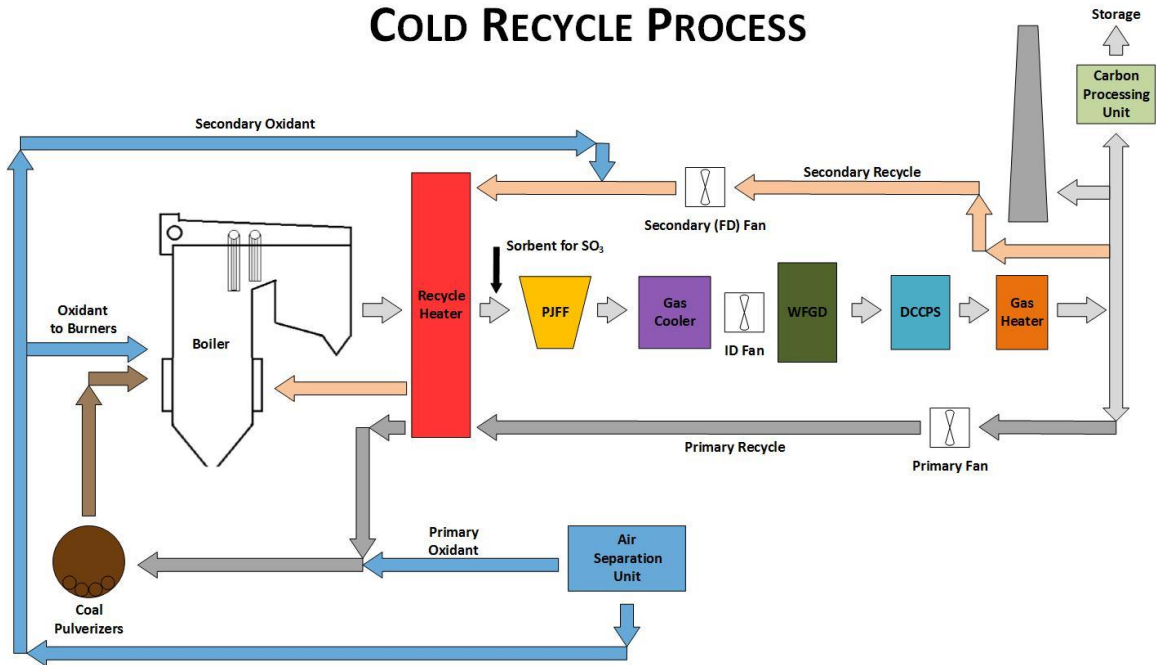 COLD RECYCLE PROCESS
Storage
Carbon
Processing
Unit
Secondary Oxidant
Secondary Recycle
Secondary (FD) Fan
Sorbent for SO₃
Oxidant
to Burners
Boiler
Recycle
Heater
PJFF
Gas
Cooler
ID Fan
WFGD
DCCPS
Gas
Heater
Primary Recycle
Primary Fan
Primary
Oxidant
Air
Separation
Unit
Coal
Pulverizers